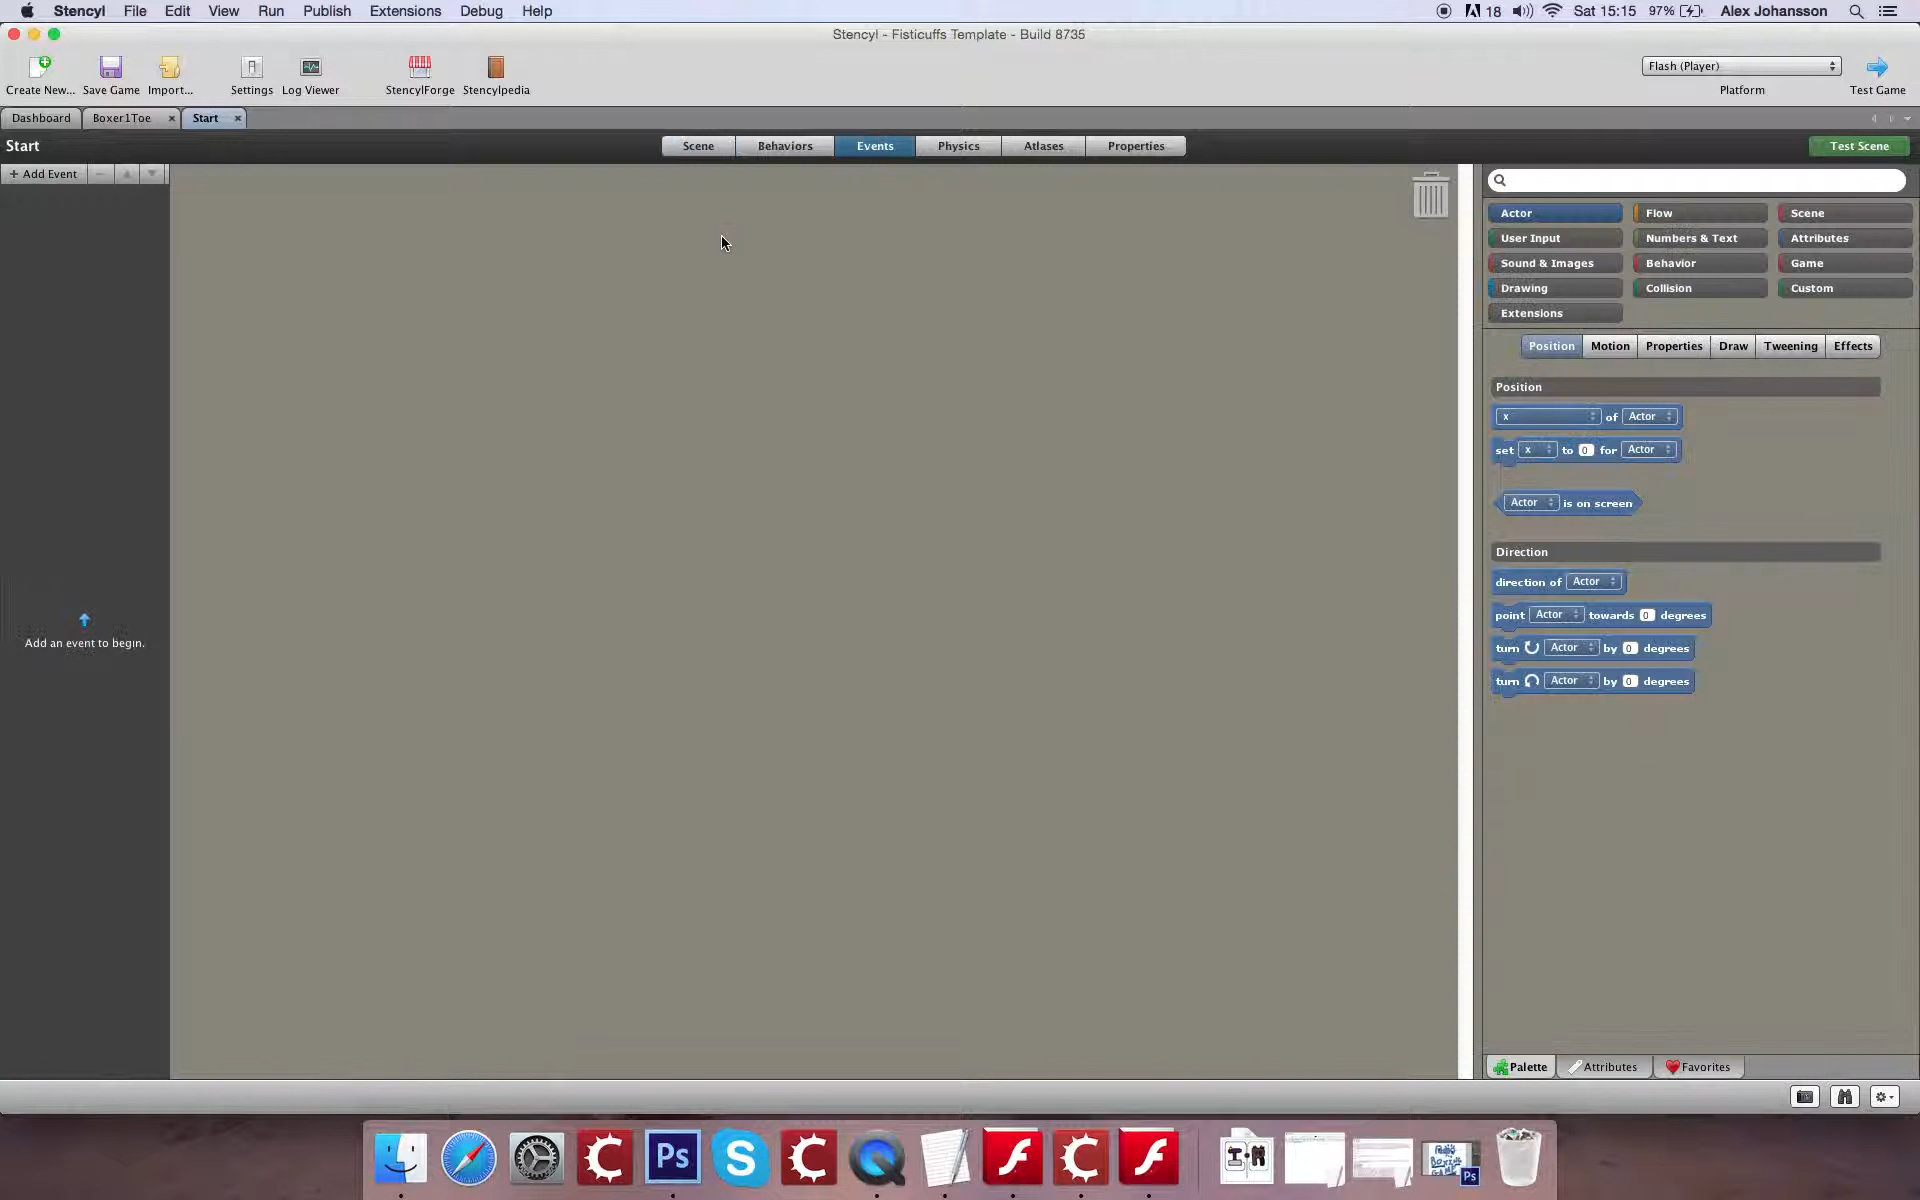 Stencyl File Edit View Run Publish Extensions Debug Help 18 Sat 15:15 97% Alex Johansson
Stencyl - Fisticuffs Template - Build 8735
Create New... Save Game Import... Settings Log Viewer StencylForge Stencylpedia
Flash (Player)
Platform Test Game
Dashboard Boxer1Toe Start
Start Scene Behaviors Events Physics Atlases Properties Test Scene
+ Add Event
Actor Flow Scene
User Input Numbers & Text Attributes
Sound & Images Behavior Game
Drawing Collision Custom
Extensions
Position Motion Properties Draw Tweening Effects
Position
x of Actor
set x to 0 for Actor
Actor is on screen
Direction
direction of Actor
point Actor towards 0 degrees
turn Actor by 0 degrees
turn Actor by 0 degrees
Add an event to begin.
Palette Attributes Favorites
Ps S
Ps